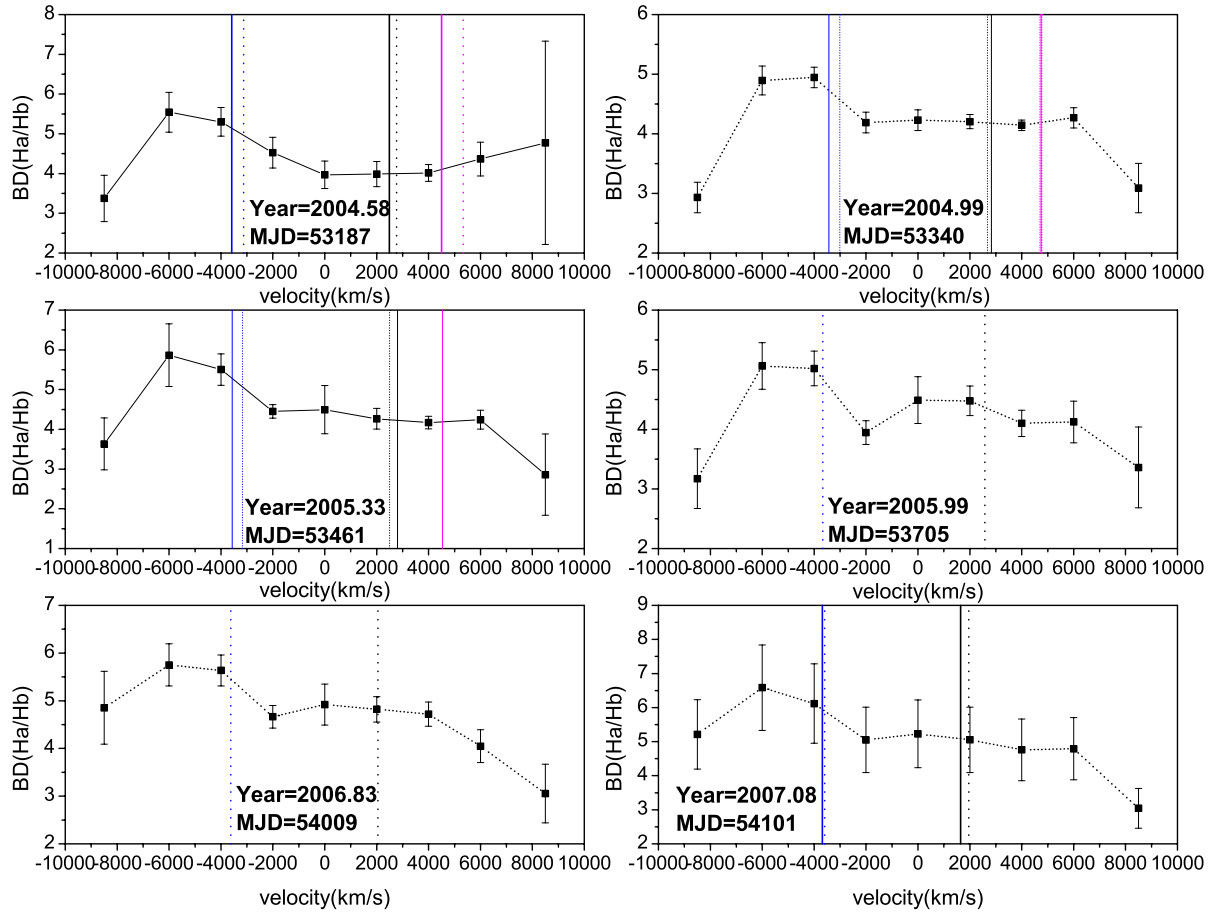 8
7
6
5
4
3
2
BD(Ha/Hb)
Year=2004.58
MJD=53187
-10000 -8000 -6000 -4000 -2000 0 2000 4000 6000 8000 10000
velocity(km/s)
6
5
4
3
2
BD(Ha/Hb)
Year=2004.99
MJD=53340
-10000 -8000 -6000 -4000 -2000 0 2000 4000 6000 8000 10000
velocity(km/s)
7
6
5
4
3
2
1
BD(Ha/Hb)
Year=2005.33
MJD=53461
-10000 -8000 -6000 -4000 -2000 0 2000 4000 6000 8000 10000
velocity(km/s)
6
5
4
3
2
BD(Ha/Hb)
Year=2005.99
MJD=53705
-10000 -8000 -6000 -4000 -2000 0 2000 4000 6000 8000 10000
velocity(km/s)
7
6
5
4
3
2
BD(Ha/Hb)
Year=2006.83
MJD=54009
-10000 -8000 -6000 -4000 -2000 0 2000 4000 6000 8000 10000
velocity(km/s)
9
8
7
6
5
4
3
2
BD(Ha/Hb)
Year=2007.08
MJD=54101
-10000 -8000 -6000 -4000 -2000 0 2000 4000 6000 8000 10000
velocity(km/s)